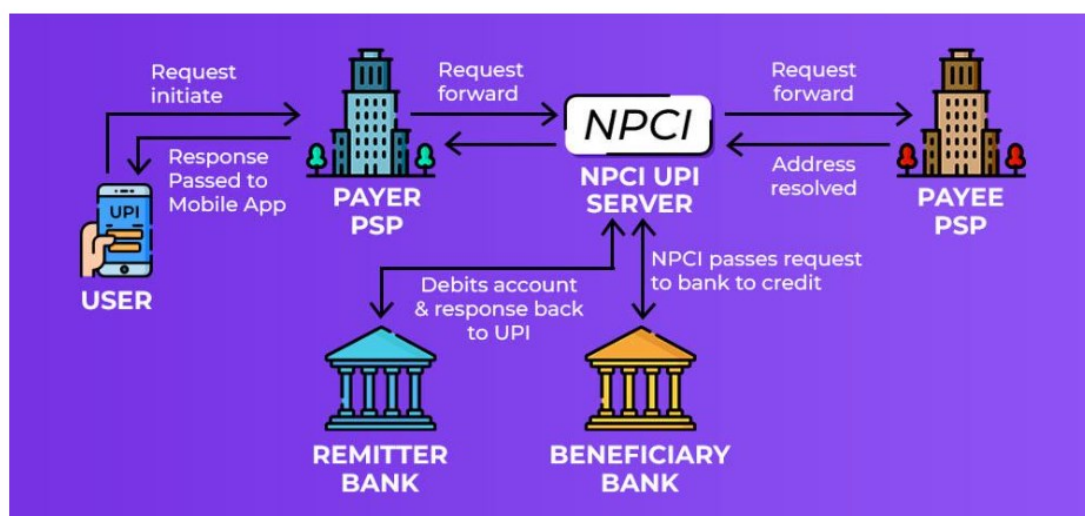 Request
initiate
Request
forward
Request
forward
NPCI
Response
Passed to
Mobile App
Address
resolved
PAYER
PSP
NPCI UPI
SERVER
PAYEE
PSP
UPI
USER
Debits account
& response back
to UPI
NPCI passes request
to bank to credit
REMITTER
BANK
BENEFICIARY
BANK